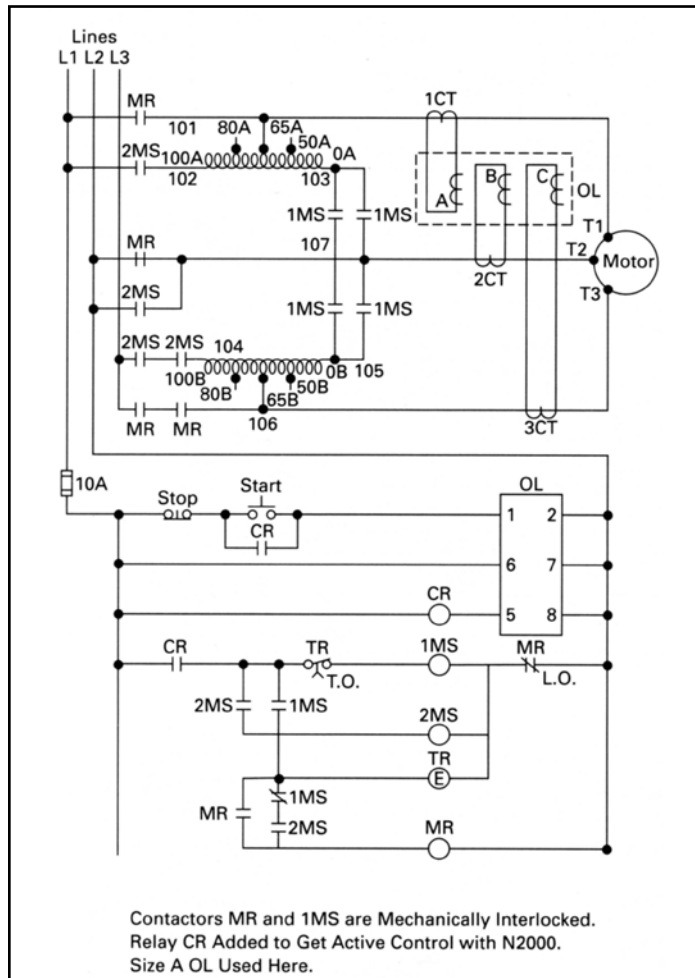 Lines
L1 L2 L3
MR
101
80A
65A
50A
1CT
2MS
100A
102
103
0A
A
B
C
OL
1MS
1MS
T1
MR
107
T2
Motor
2CT
2MS
1MS
1MS
T3
2MS
2MS
104
100B
0B
105
80B
65B
50B
MR
MR
106
3CT
10A
Stop
Start
OL
CR
1
2
6
7
CR
5
8
CR
TR
T.O.
1MS
MR
L.O.
2MS
1MS
2MS
TR
E
MR
1MS
2MS
MR
Contactors MR and 1MS are Mechanically Interlocked.
Relay CR Added to Get Active Control with N2000.
Size A OL Used Here.